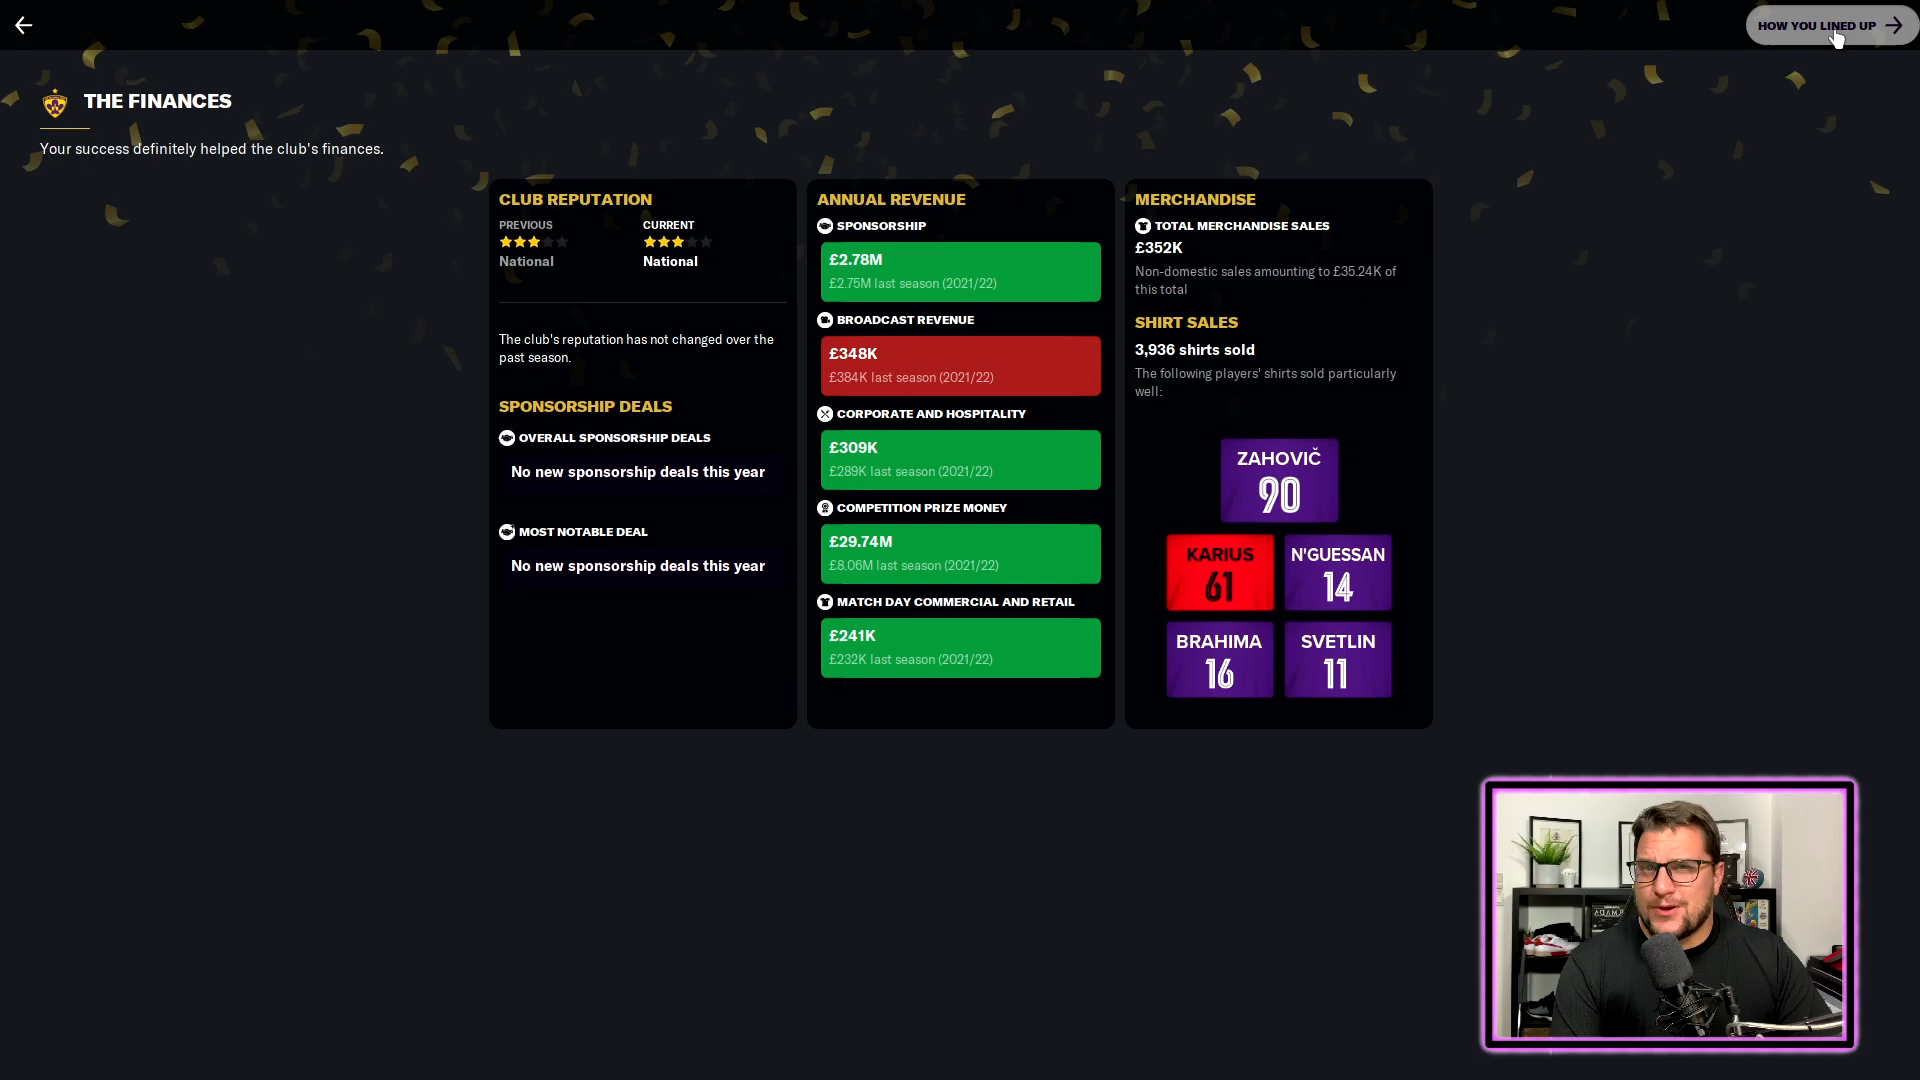 HOW YOU LINED UP
THE FINANCES
Your success definitely helped the club's finances.
CLUB REPUTATION
PREVIOUS
CURRENT
National
National
The club's reputation has not changed over the
past season.
SPONSORSHIP DEALS
OVERALL SPONSORSHIP DEALS
No new sponsorship deals this year
MOST NOTABLE DEAL
No new sponsorship deals this year
ANNUAL REVENUE
SPONSORSHIP
£2.78M
£2.75M last season (2021/22)
BROADCAST REVENUE
£348K
£384K last season (2021/22)
CORPORATE AND HOSPITALITY
£309K
£289K last season (2021/22)
COMPETITION PRIZE MONEY
£29.74M
£8.06M last season (2021/22)
MATCH DAY COMMERCIAL AND RETAIL
£241K
£232K last season (2021/22)
MERCHANDISE
TOTAL MERCHANDISE SALES
£352K
Non-domestic sales amounting to £35.24K of
this total
SHIRT SALES
3,936 shirts sold
The following players' shirts sold particularly
well:
ZAHOVIČ
90
KARIUS
61
N'GUESSAN
14
BRAHIMA
16
SVETLIN
11